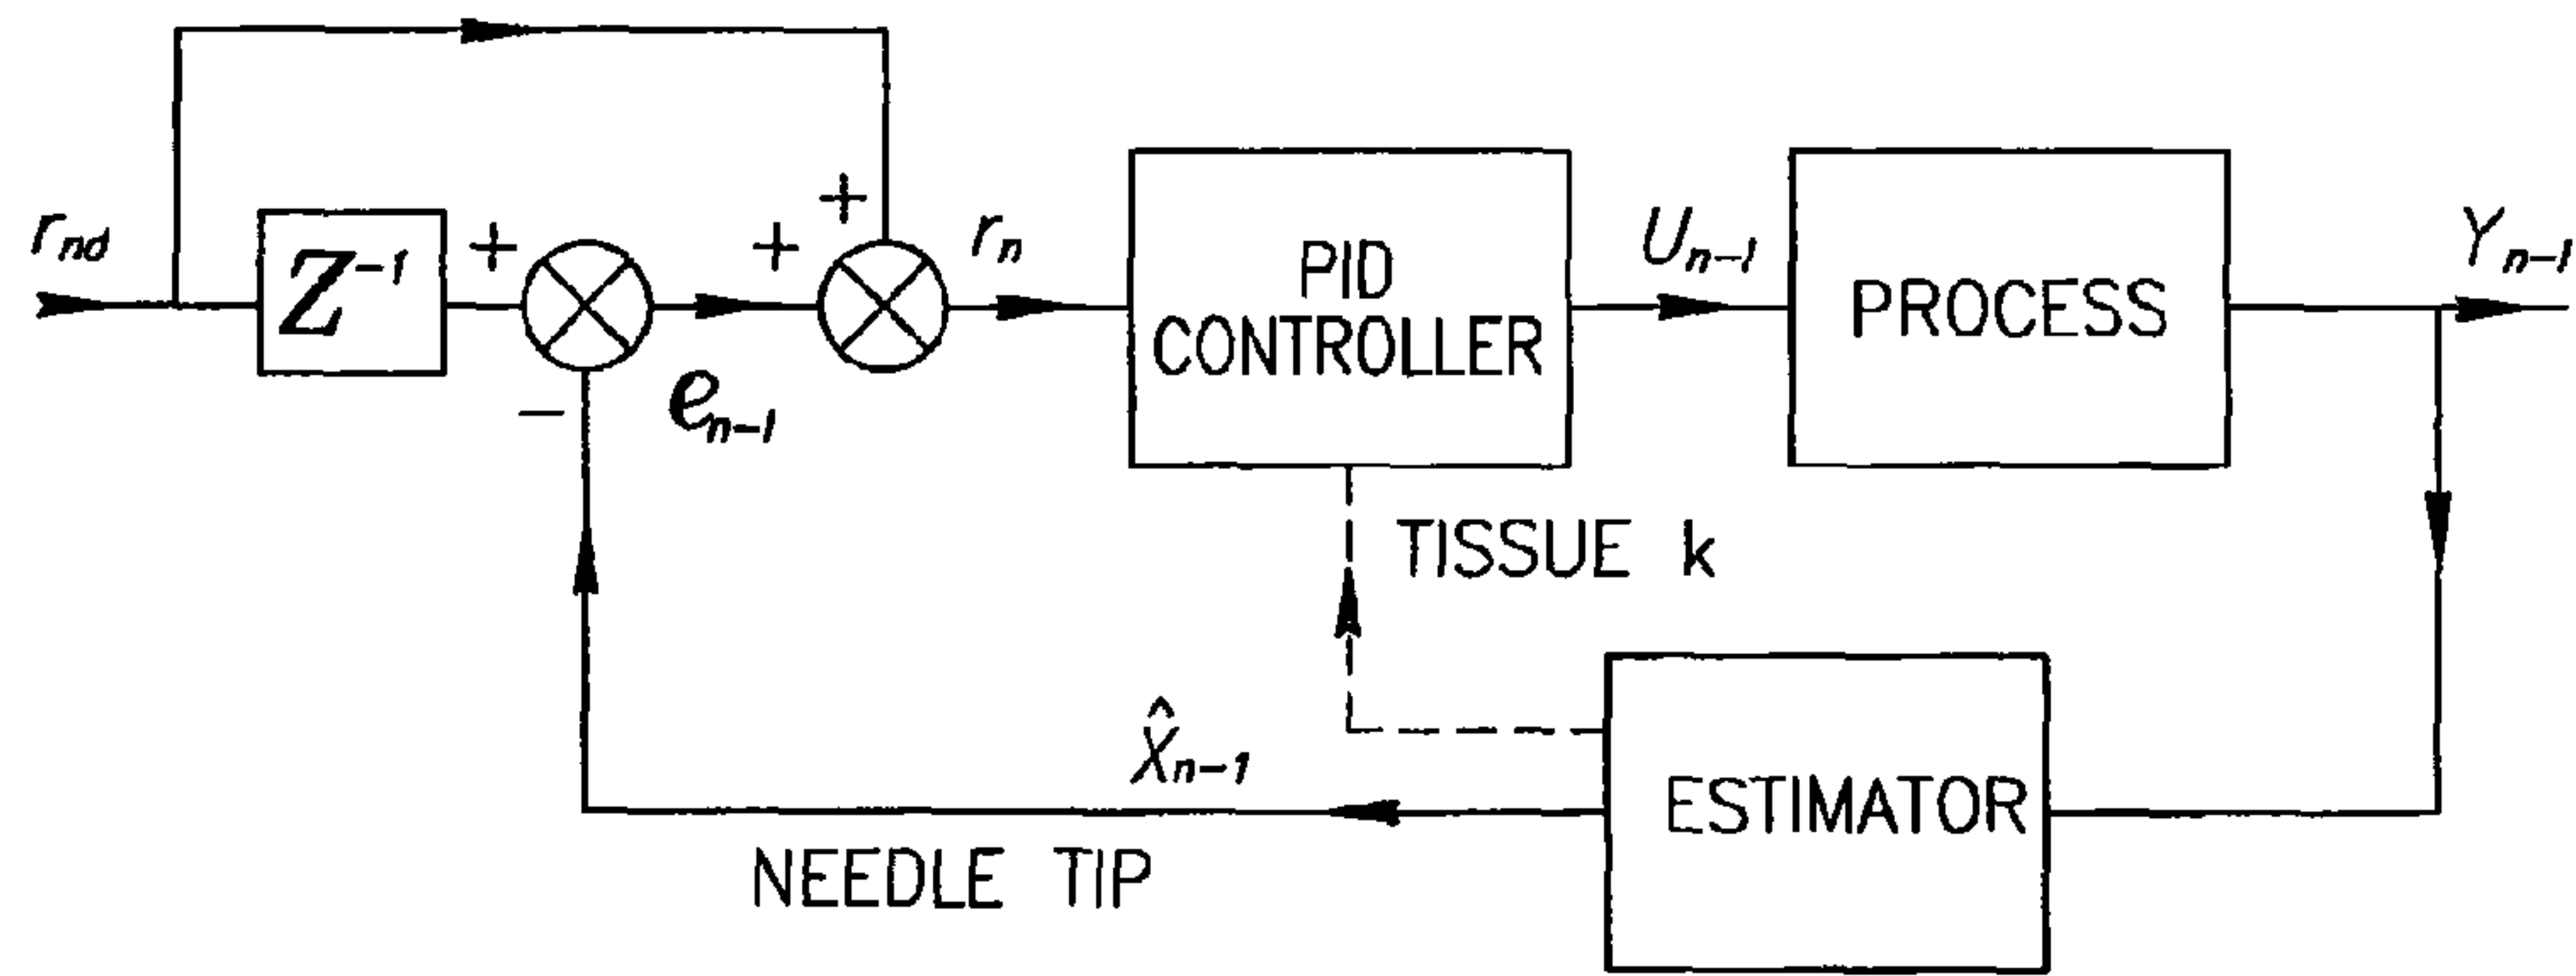 r_nd
Z^-1
+
-
e_n-1
+
+
r_n
PID
CONTROLLER
U_n-1
PROCESS
Y_n-1
TISSUE k
X̂_n-1
NEEDLE TIP
ESTIMATOR